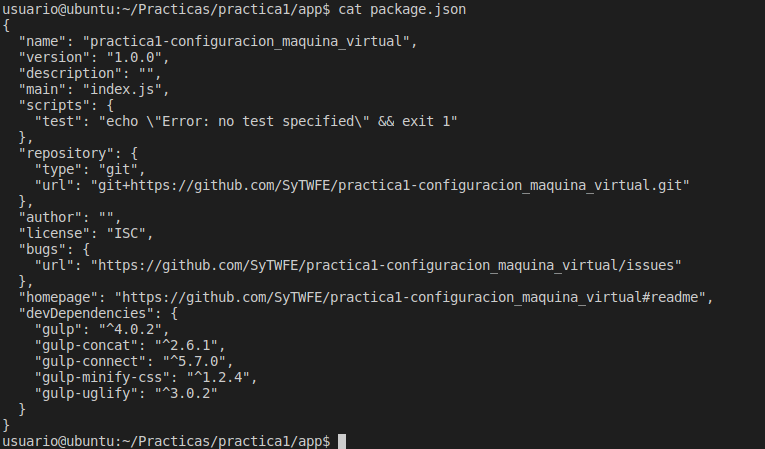 usuario@ubuntu:~/Practicas/practica1/app$ cat package.json
{
  "name": "practica1-configuracion_maquina_virtual",
  "version": "1.0.0",
  "description": "",
  "main": "index.js",
  "scripts": {
    "test": "echo \"Error: no test specified\" && exit 1"
  },
  "repository": {
    "type": "git",
    "url": "git+https://github.com/SyTWFE/practica1-configuracion_maquina_virtual.git"
  },
  "author": "",
  "license": "ISC",
  "bugs": {
    "url": "https://github.com/SyTWFE/practica1-configuracion_maquina_virtual/issues"
  },
  "homepage": "https://github.com/SyTWFE/practica1-configuracion_maquina_virtual#readme",
  "devDependencies": {
    "gulp": "^4.0.2",
    "gulp-concat": "^2.6.1",
    "gulp-connect": "^5.7.0",
    "gulp-minify-css": "^1.2.4",
    "gulp-uglify": "^3.0.2"
  }
}
usuario@ubuntu:~/Practicas/practica1/app$